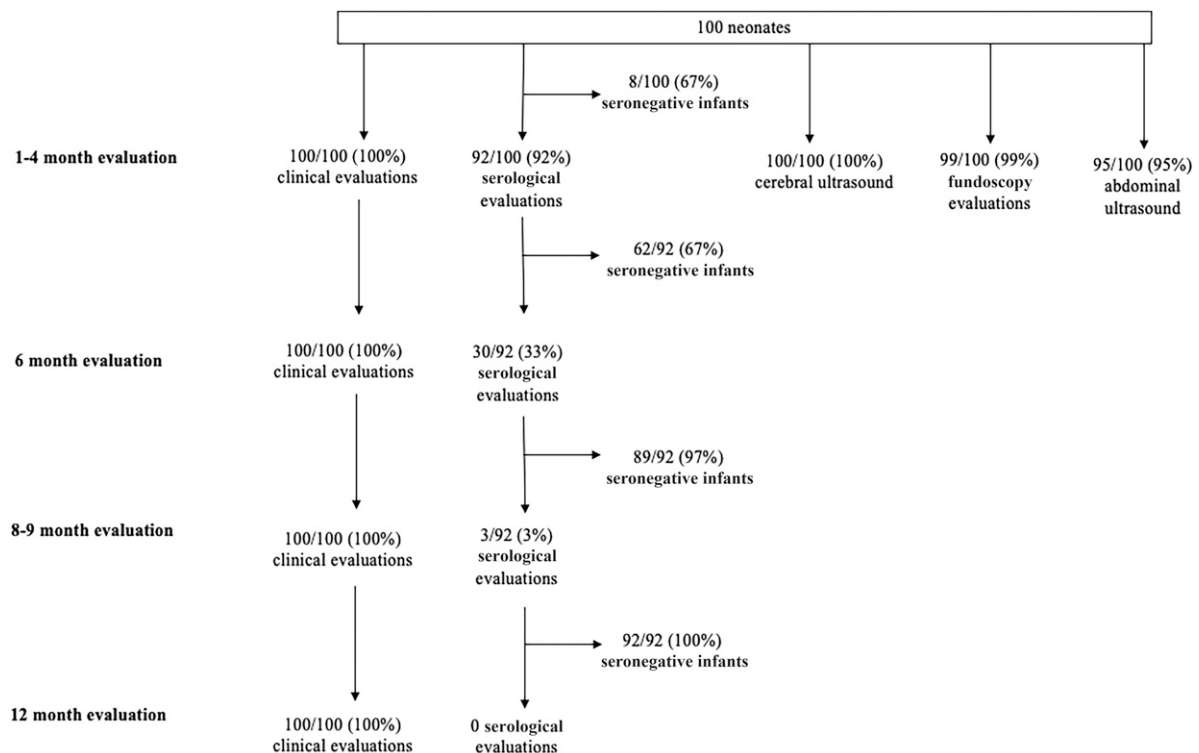 100 neonates
8/100 (67%)
seronegative infants
1-4 month evaluation
100/100 (100%)
clinical evaluations
92/100 (92%)
serological
evaluations
100/100 (100%)
cerebral ultrasound
99/100 (99%)
fundoscopy
evaluations
95/100 (95%)
abdominal
ultrasound
62/92 (67%)
seronegative infants
6 month evaluation
100/100 (100%)
clinical evaluations
30/92 (33%)
serological
evaluations
89/92 (97%)
seronegative infants
8-9 month evaluation
100/100 (100%)
clinical evaluations
3/92 (3%)
serological
evaluations
92/92 (100%)
seronegative infants
12 month evaluation
100/100 (100%)
clinical evaluations
0 serological
evaluations